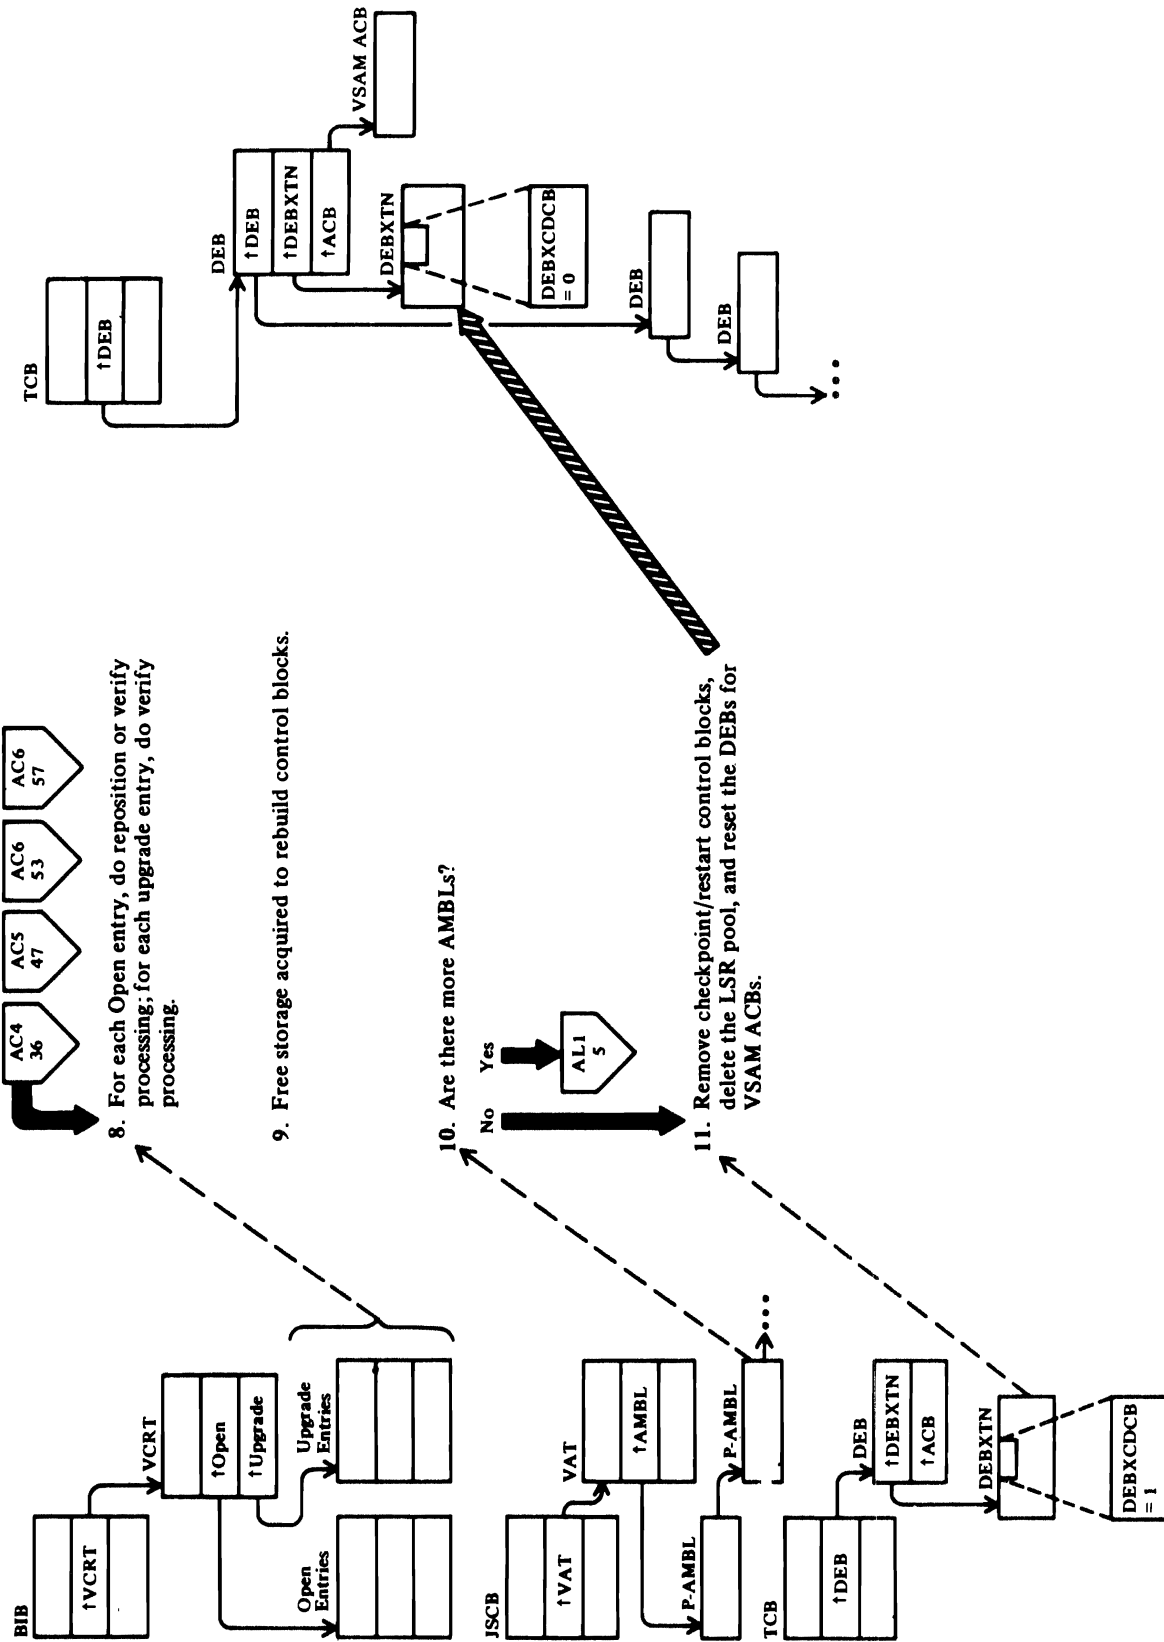 BIB
↑VCRT
VCRT
↑Open
↑Upgrade
Open
Entries
Upgrade
Entries
JSCB
↑VAT
VAT
↑AMBL
P-AMBL
P-AMBL
...
TCB
↑DEB
DEB
↑DEBXTN
↑ACB
DEBXTN
DEBXCDCB
= 1
AC4
36
AC5
47
AC6
53
AC6
57
8. For each Open entry, do reposition or verify
processing; for each upgrade entry, do verify
processing.
9. Free storage acquired to rebuild control blocks.
10. Are there more AMBLs?
No
Yes
AL1
5
11. Remove checkpoint/restart control blocks,
delete the LSR pool, and reset the DEBs for
VSAM ACBs.
TCB
↑DEB
DEB
↑DEB
↑DEBXTN
↑ACB
VSAM ACB
DEBXTN
DEBXCDCB
= 0
DEB
DEB
...